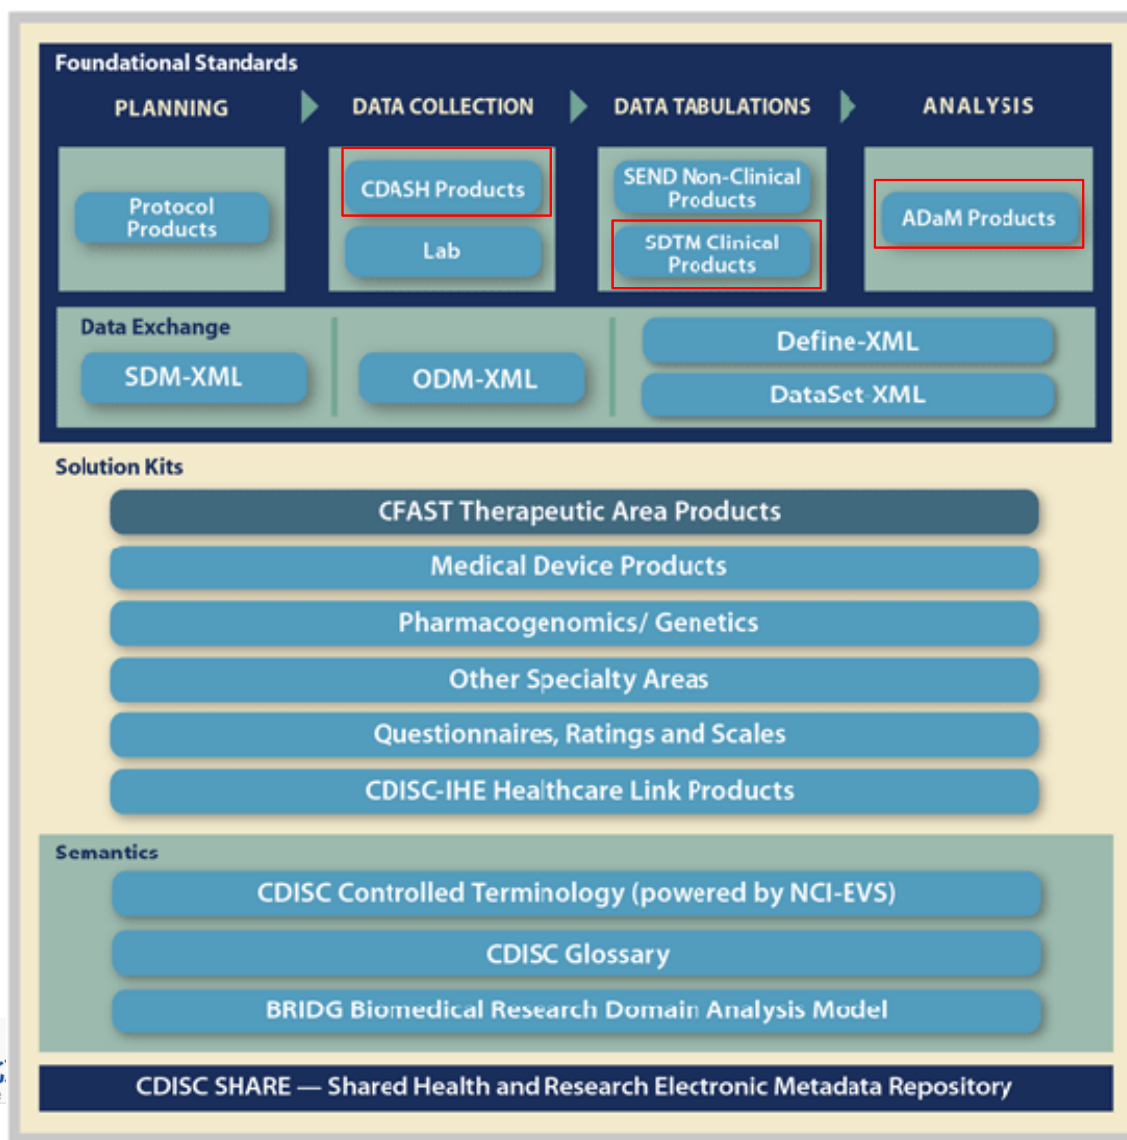 Foundational Standards
PLANNING
DATA COLLECTION
DATA TABULATIONS
ANALYSIS
Protocol
Products
CDASH Products
Lab
SEND Non-Clinical
Products
SDTM Clinical
Products
ADaM Products
Data Exchange
SDM-XML
ODM-XML
Define-XML
DataSet-XML
Solution Kits
CFAST Therapeutic Area Products
Medical Device Products
Pharmacogenomics/ Genetics
Other Specialty Areas
Questionnaires, Ratings and Scales
CDISC-IHE Healthcare Link Products
Semantics
CDISC Controlled Terminology (powered by NCI-EVS)
CDISC Glossary
BRIDG Biomedical Research Domain Analysis Model
CDISC SHARE — Shared Health and Research Electronic Metadata Repository